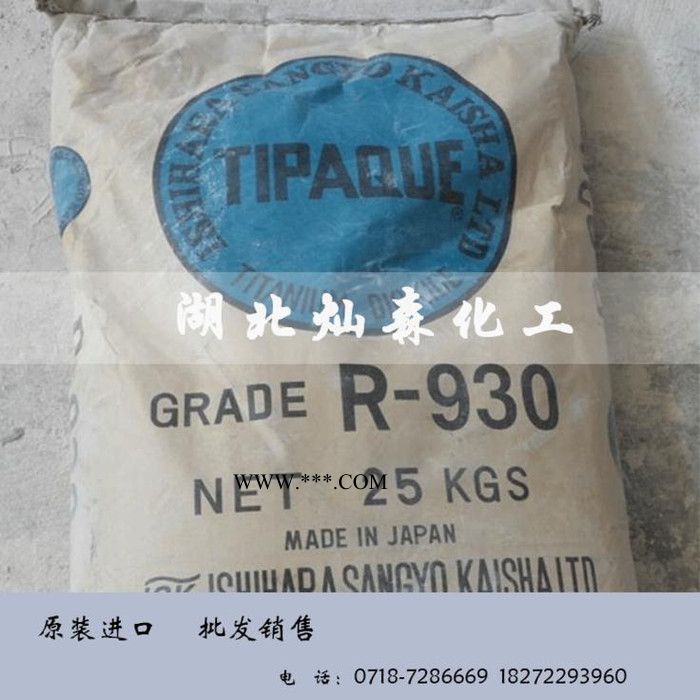 ISHIHARA SANGYO KAISHA LTD
TIPAQUE
®
TITANIUM DIOXIDE
湖北灿森化工
GRADE R-930
WWW.***.COM
NET 25 KGS
MADE IN JAPAN
ISK ISHIHARA SANGYO KAISHA LTD
原装进口 批发销售
电 话: 0718-7286669 18272293960